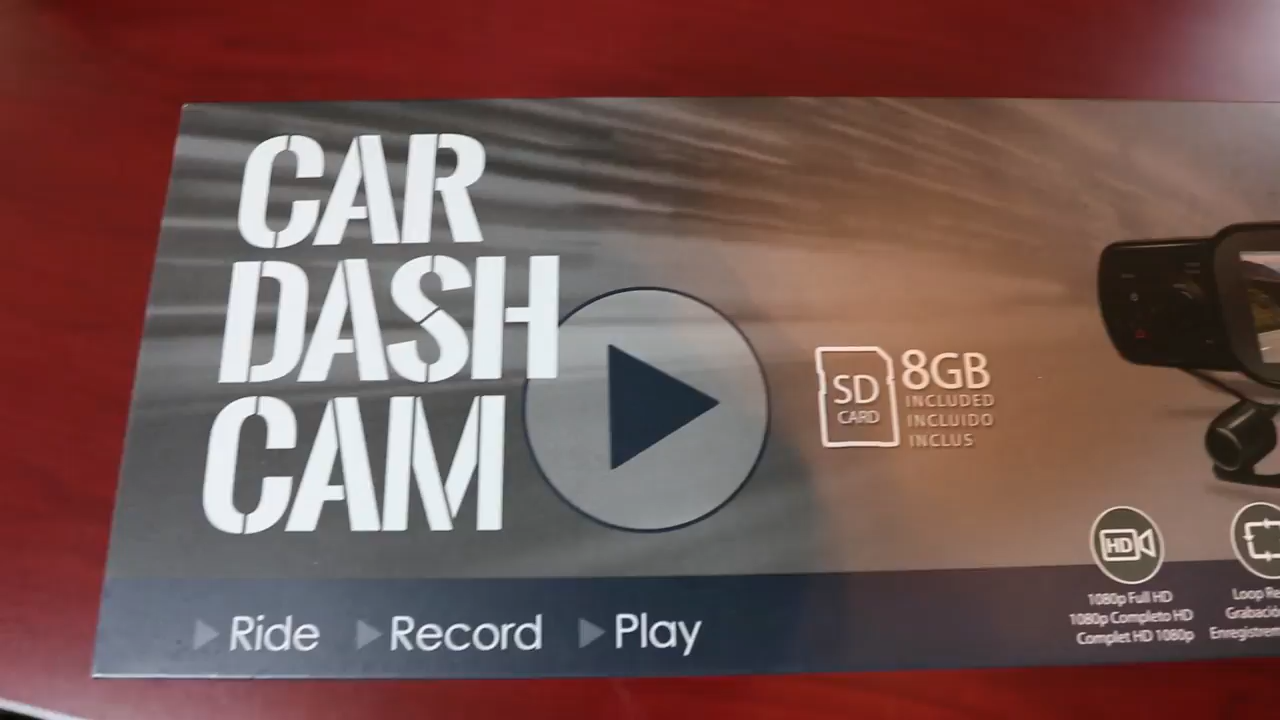 CAR
DASH
CAM
SD
CARD
8GB
INCLUDED
INCLUIDO
INCLUS
HD
1080p Full HD
1080p Completo HD
Complet HD 1080p
Loop
Ride
Record
Play